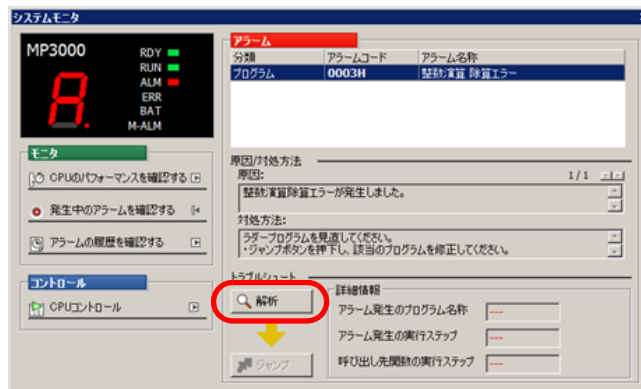 システムモニタ
MP3000
RDY
RUN
ALM
ERR
BAT
M-ALM
8.
モニタ
CPUのパフォーマンスを確認する
発生中のアラームを確認する
アラームの履歴を確認する
コントロール
CPUコントロール
アラーム
分類 アラームコード アラーム名称
プログラム 0003H 整数演算 除算エラー
原因/対処方法
原因: 1/1
整数演算除算エラーが発生しました。
対処方法:
ラダープログラムを見直してください。
・ジャンプボタンを押下し、該当のプログラムを修正してください。
トラブルシュート
解析
ジャンプ
詳細情報
アラーム発生のプログラム名称 ---
アラーム発生の実行ステップ ---
呼び出し先関数の実行ステップ ---